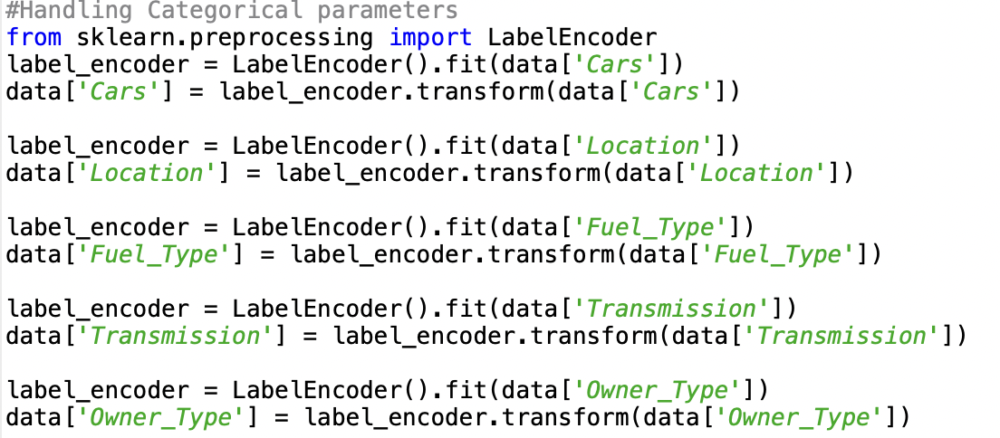 #Handling Categorical parameters
from sklearn.preprocessing import LabelEncoder
label_encoder = LabelEncoder().fit(data['Cars'])
data['Cars'] = label_encoder.transform(data['Cars'])
label_encoder = LabelEncoder().fit(data['Location'])
data['Location'] = label_encoder.transform(data['Location'])
label_encoder = LabelEncoder().fit(data['Fuel_Type'])
data['Fuel_Type'] = label_encoder.transform(data['Fuel_Type'])
label_encoder = LabelEncoder().fit(data['Transmission'])
data['Transmission'] = label_encoder.transform(data['Transmission'])
label_encoder = LabelEncoder().fit(data['Owner_Type'])
data['Owner_Type'] = label_encoder.transform(data['Owner_Type'])